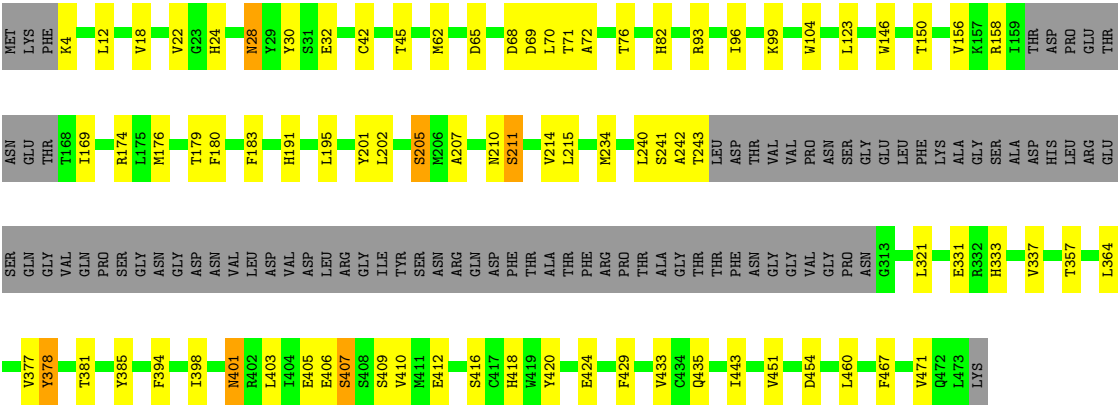 MET LYS PHE K4 L12 V18 V22 G23 H24 N28 Y29 Y30 S31 E32 C42 T45 M62 D65 D68 D69 L70 T71 A72 T76 H82 R93 I96 K99 W104 L123 W146 T150 V156 K157 R158 I159 THR ASP PRO GLU THR
ASN GLU THR T168 I169 R174 L175 M176 T179 F180 F183 H191 L195 Y201 L202 S205 M206 A207 N210 S211 V214 L215 M234 L240 S241 A242 T243 LEU ASP THR VAL VAL PRO ASN SER GLY GLU LEU PHE LYS ALA GLY SER ALA ASP HIS LEU ARG GLU
SER GLN GLY VAL GLN PRO SER GLY ASN GLY ASP ASN VAL LEU ASP VAL ASP LEU ARG GLY ILE TYR SER ASN ARG GLN ASP PHE THR ALA THR PHE ARG PRO THR ALA GLY THR THR PHE ASN GLY GLY VAL GLY PRO ASN G313 L321 E331 R332 H333 V337 T357 L364
V377 Y378 T381 Y385 F394 I398 N401 R402 L403 I404 E405 E406 S407 S408 S409 V410 M411 E412 S416 C417 H418 W419 Y420 E424 F429 V433 C434 Q435 I443 V451 D454 L460 F467 V471 Q472 L473 LYS